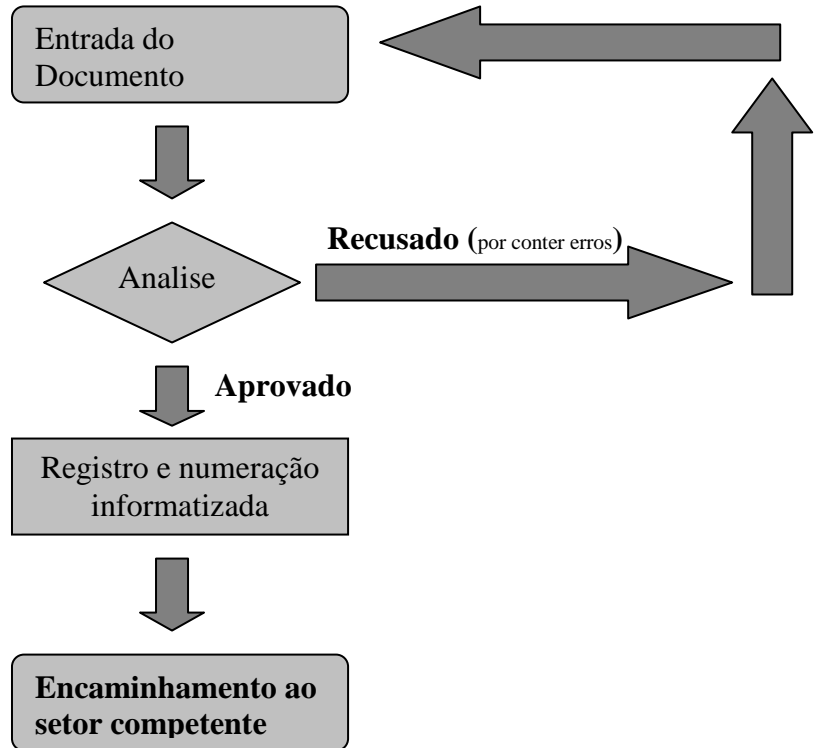 Entrada do
Documento
Recusado (por conter erros)
Analise
Aprovado
Registro e numeração
informatizada
Encaminhamento ao
setor competente